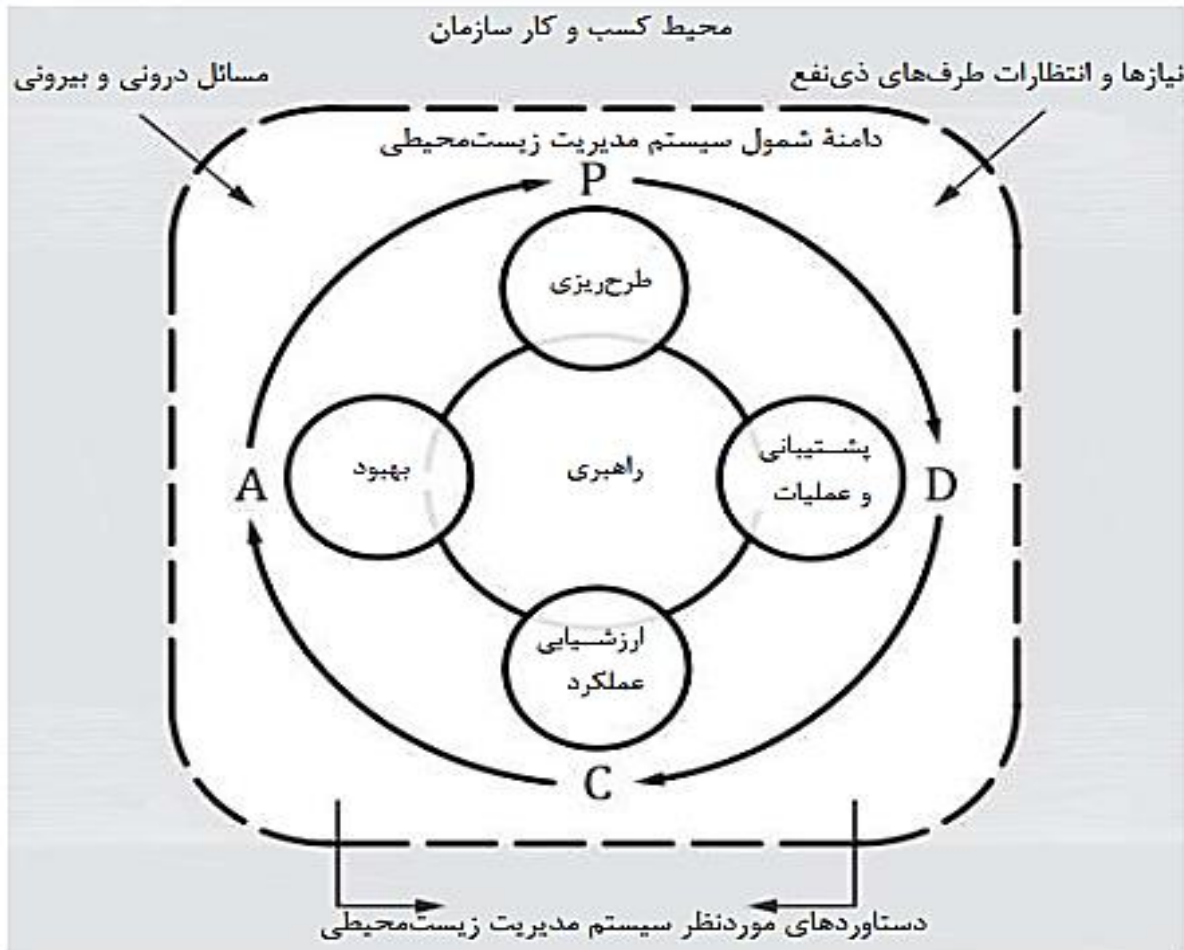 محیط کسب و کار سازمان
نیازها و انتظارات طرف‌های ذی‌نفع
مسائل درونی و بیرونی
دامنهٔ شمول سیستم مدیریت زیست‌محیطی
P
طرح‌ریزی
پشتیبانی
و عملیات
D
راهبری
بهبود
A
ارزشیایی
عملکرد
C
دستاوردهای موردنظر سیستم مدیریت زیست‌محیطی